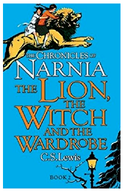 THE CHRONICLES OF
NARNIA
THE LION,
THE WITCH
AND THE
WARDROBE
C.S. LEWIS
BOOK 2